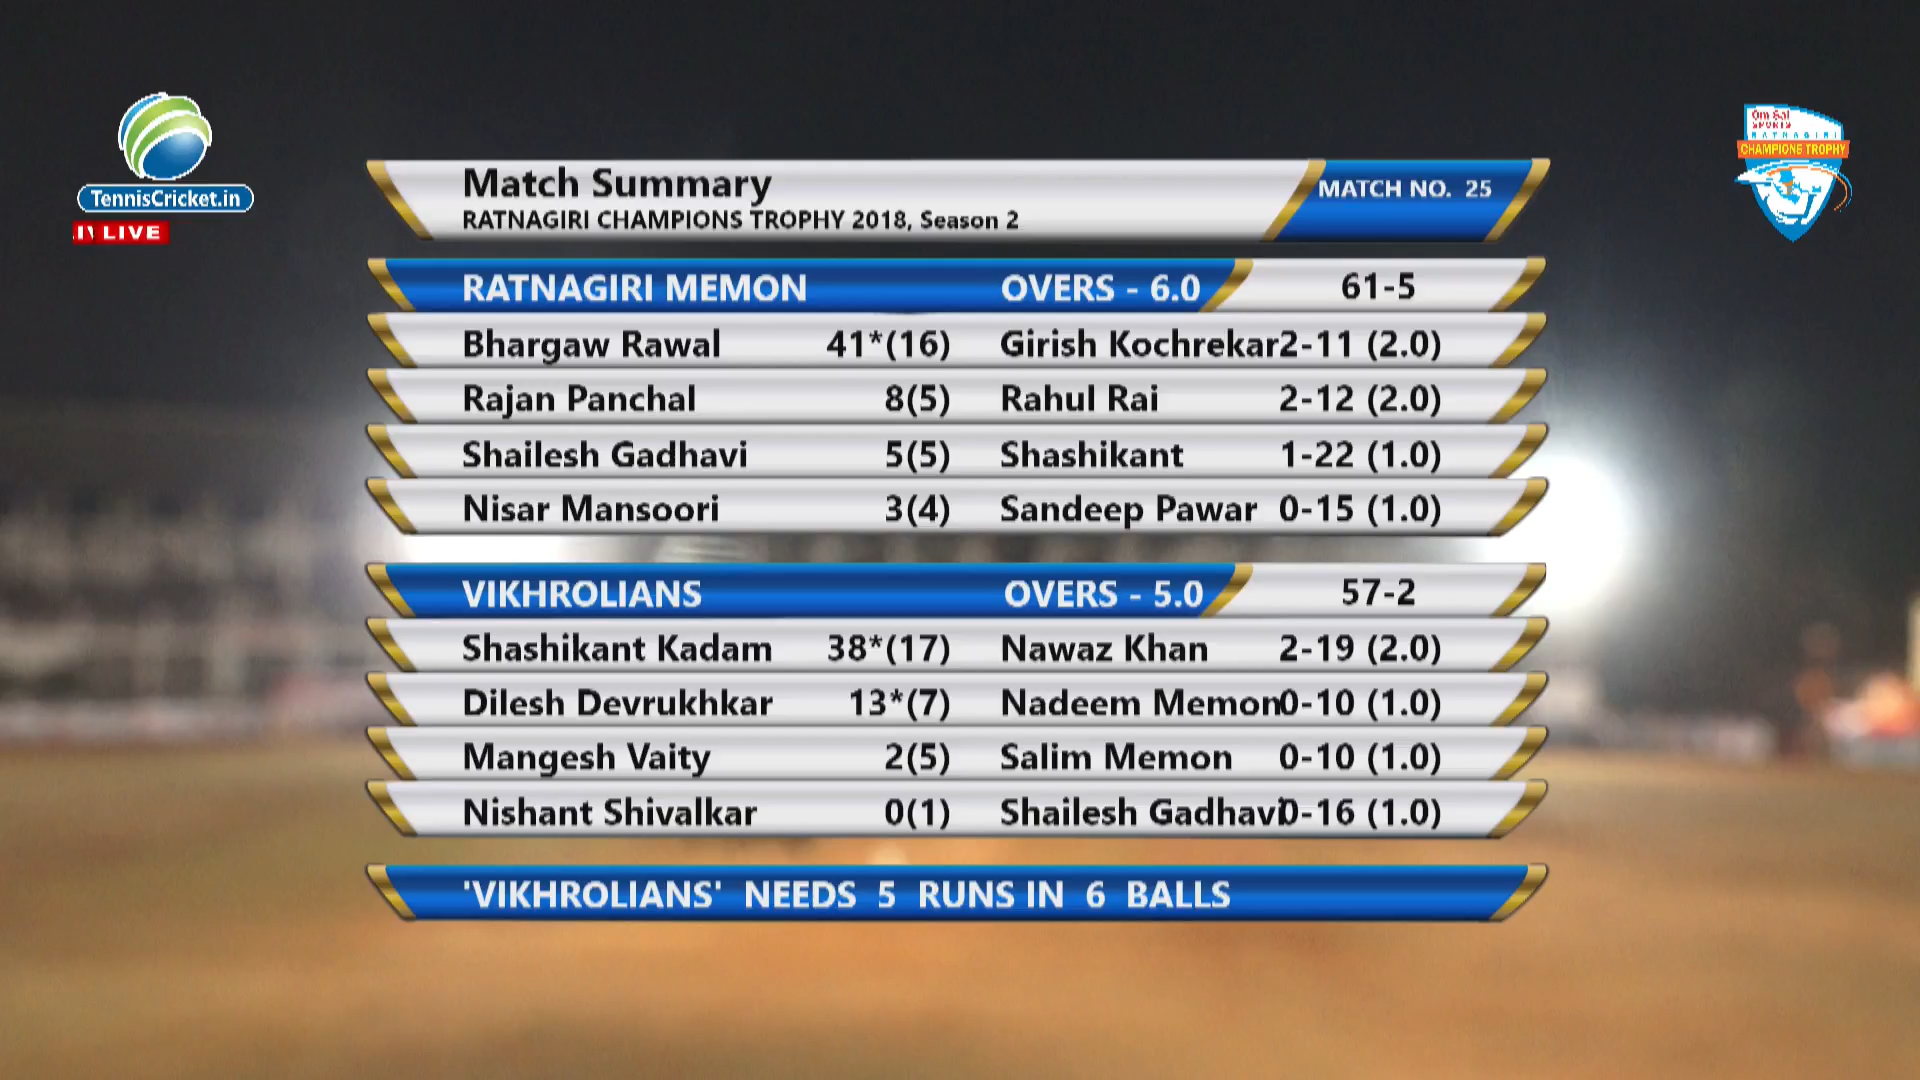 TennisCricket.in
LIVE
Om Sai
SPORTS
RATNAGIRI
CHAMPIONS TROPHY
Match Summary
RATNAGIRI CHAMPIONS TROPHY 2018, Season 2
MATCH NO. 25
RATNAGIRI MEMON OVERS - 6.0 61-5
Bhargaw Rawal 41*(16) Girish Kochrekar 2-11 (2.0)
Rajan Panchal 8(5) Rahul Rai 2-12 (2.0)
Shailesh Gadhavi 5(5) Shashikant 1-22 (1.0)
Nisar Mansoori 3(4) Sandeep Pawar 0-15 (1.0)
VIKHROLIANS OVERS - 5.0 57-2
Shashikant Kadam 38*(17) Nawaz Khan 2-19 (2.0)
Dilesh Devrukhkar 13*(7) Nadeem Memon 0-10 (1.0)
Mangesh Vaity 2(5) Salim Memon 0-10 (1.0)
Nishant Shivalkar 0(1) Shailesh Gadhavi 0-16 (1.0)
'VIKHROLIANS' NEEDS 5 RUNS IN 6 BALLS